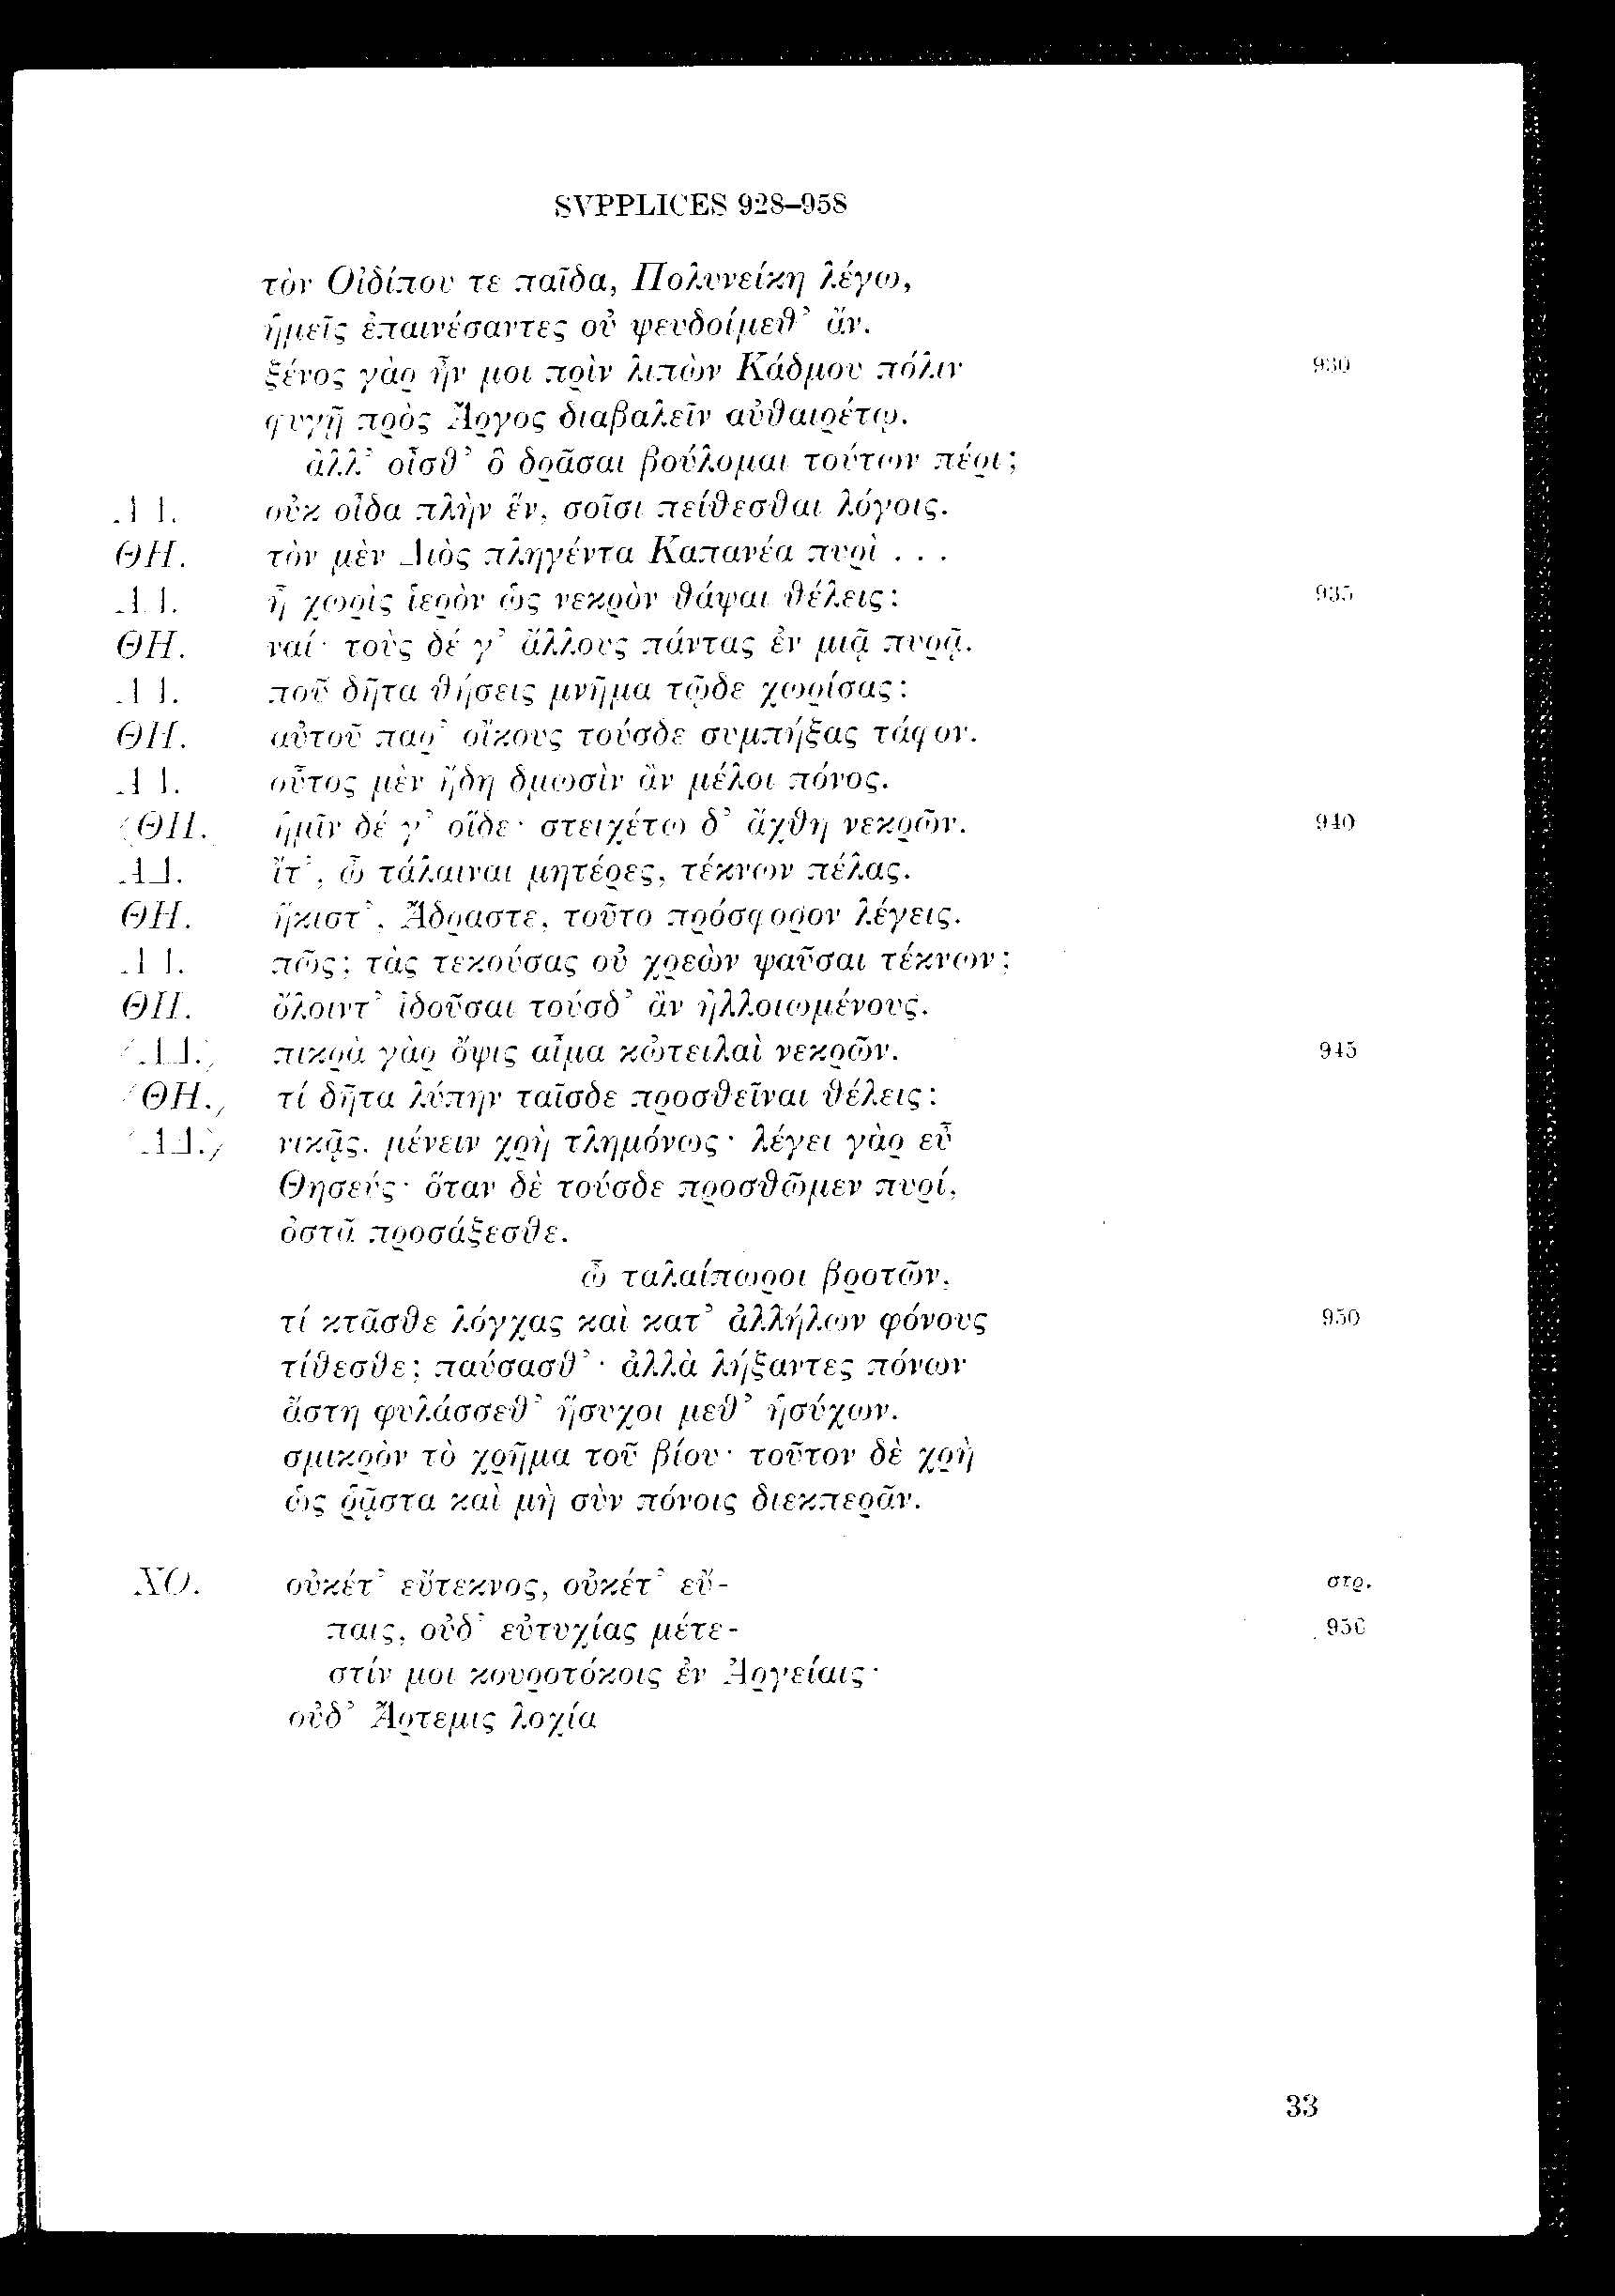 SVPPLICES 928–958
τὸν Οἰδίπου τε παῖδα, Πολυνείκη λέγω,
ἡμεῖς ἐπαινέσαντες οὐ ψευδοίμεθ’ ἄν.
ξένος γὰρ ἦν μοι πρὶν λιπὼν Κάδμου πόλιν 930
φυγῇ πρὸς Ἄργος διαβαλεῖν αὐθαιρέτῳ.
ἀλλ’ οἶσθ’ ὃ δρᾶσαι βούλομαι τούτων πέρι;
ΑΔ. οὐκ οἶδα πλὴν ἕν, σοῖσι πείθεσθαι λόγοις.
ΘΗ. τὸν μὲν Διὸς πληγέντα Καπανέα πυρὶ . . .
ΑΔ. ἦ χωρὶς ἱερὸν ὡς νεκρὸν θάψαι θέλεις; 935
ΘΗ. ναί· τοὺς δέ γ’ ἄλλους πάντας ἐν μιᾷ πυρᾷ.
ΑΔ. ποῦ δῆτα θήσεις μνῆμα τῷδε χωρίσας;
ΘΗ. αὐτοῦ παρ’ οἴκους τούσδε συμπήξας τάφον.
ΑΔ. οὗτος μὲν ἤδη δμωσὶν ἂν μέλοι πόνος.
⟨ΘΗ. ἡμῖν δέ γ’ οἵδε· στειχέτω δ’ ἄχθη νεκρῶν. 940
ΑΔ. ἴτ’, ὦ τάλαιναι μητέρες, τέκνων πέλας.
ΘΗ. ἥκιστ’, Ἄδραστε, τοῦτο πρόσφορον λέγεις.
ΑΔ. πῶς; τὰς τεκούσας οὐ χρεὼν ψαῦσαι τέκνων;
ΘΗ. ὄλοιντ’ ἰδοῦσαι τούσδ’ ἂν ἠλλοιωμένους.
⟨ΑΔ.⟩ πικρὰ γὰρ ὄψις αἷμα κὠτειλαὶ νεκρῶν. 945
⟨ΘΗ.⟩ τί δῆτα λύπην ταῖσδε προσθεῖναι θέλεις;
⟨ΑΔ.⟩ νικᾷς. μένειν χρὴ τλημόνως· λέγει γὰρ εὖ
Θησεύς· ὅταν δὲ τούσδε προσθῶμεν πυρί,
ὀστᾶ προσάξεσθε.
ὦ ταλαίπωροι βροτῶν,
τί κτᾶσθε λόγχας καὶ κατ’ ἀλλήλων φόνους 950
τίθεσθε; παύσασθ’· ἀλλὰ λήξαντες πόνων
ἄστη φυλάσσεθ’ ἥσυχοι μεθ’ ἡσύχων.
σμικρὸν τὸ χρῆμα τοῦ βίου· τοῦτον δὲ χρὴ
ὡς ῥᾷστα καὶ μὴ σὺν πόνοις διεκπερᾶν.
ΧΟ. οὐκέτ’ εὔτεκνος, οὐκέτ’ εὔ- στρ.
παις, οὐδ’ εὐτυχίας μέτε- 956
στίν μοι κουροτόκοις ἐν Ἀργείαις·
οὐδ’ Ἄρτεμις λοχία
33